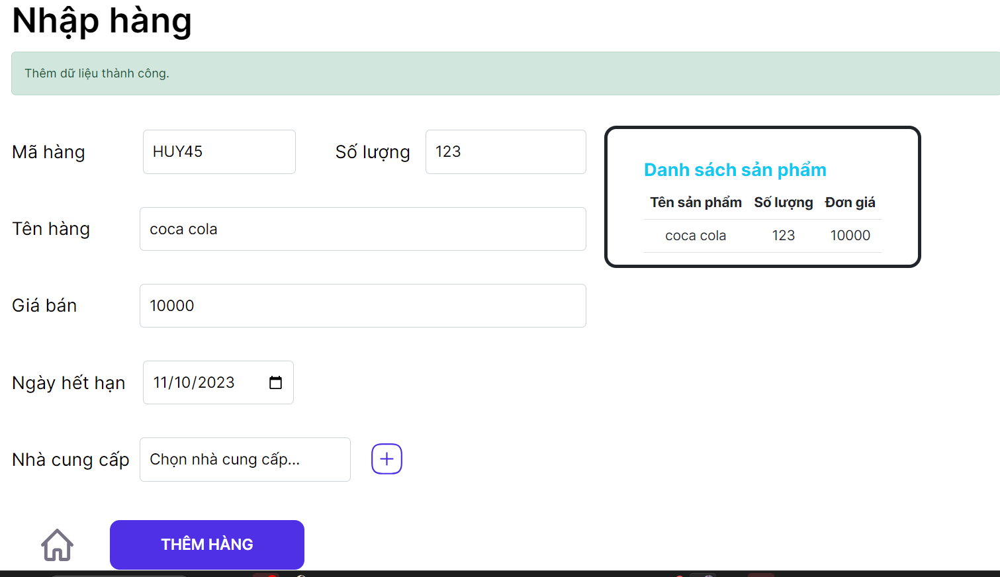 Nhập hàng
Thêm dữ liệu thành công.
Mã hàng HUY45 Số lượng 123
Tên hàng coca cola
Giá bán 10000
Ngày hết hạn 11/10/2023
Nhà cung cấp Chọn nhà cung cấp...
THÊM HÀNG
Danh sách sản phẩm
Tên sản phẩm Số lượng Đơn giá
coca cola 123 10000